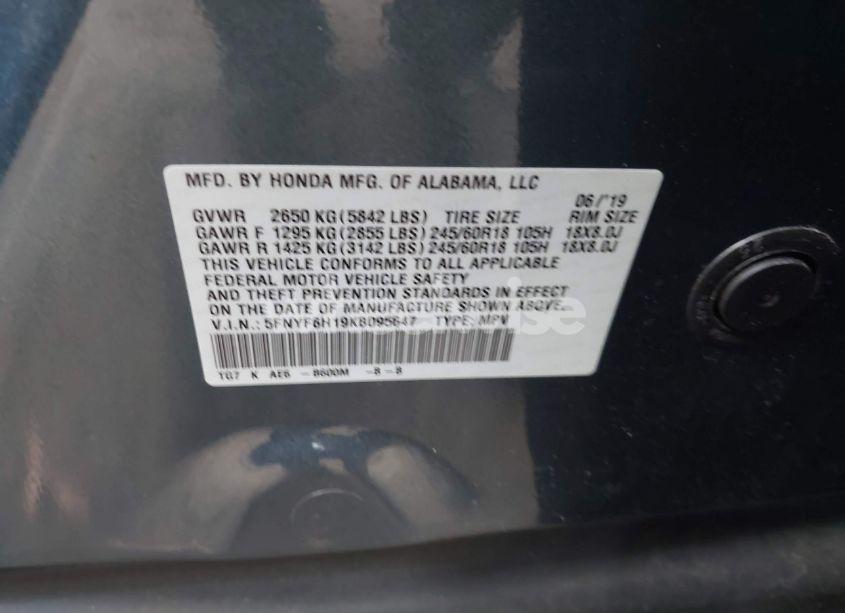 MFD. BY HONDA MFG. OF ALABAMA, LLC
06/'19
GVWR 2650 KG(5842 LBS) TIRE SIZE RIM SIZE
GAWR F 1295 KG(2855 LBS) 245/60R18 105H 18X8.0J
GAWR R 1425 KG(3142 LBS) 245/60R18 105H 18X8.0J
THIS VEHICLE CONFORMS TO ALL APPLICABLE
FEDERAL MOTOR VEHICLE SAFETY
AND THEFT PREVENTION STANDARDS IN EFFECT
ON THE DATE OF MANUFACTURE SHOWN ABOVE.
V.I.N.: 5FNYF6H19KB095647 TYPE: MPV
TG7 K AE6 -B600M -8-8